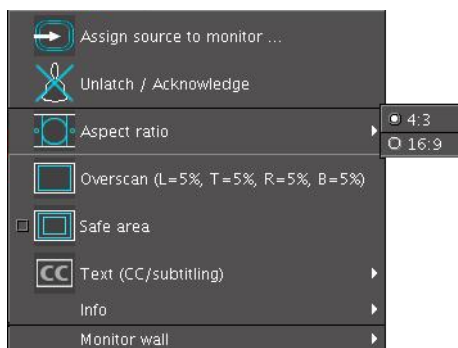 Assign source to monitor ...
Unlatch / Acknowledge
Aspect ratio
4:3
16:9
Overscan (L=5%, T=5%, R=5%, B=5%)
Safe area
CC Text (CC/subtitling)
Info
Monitor wall